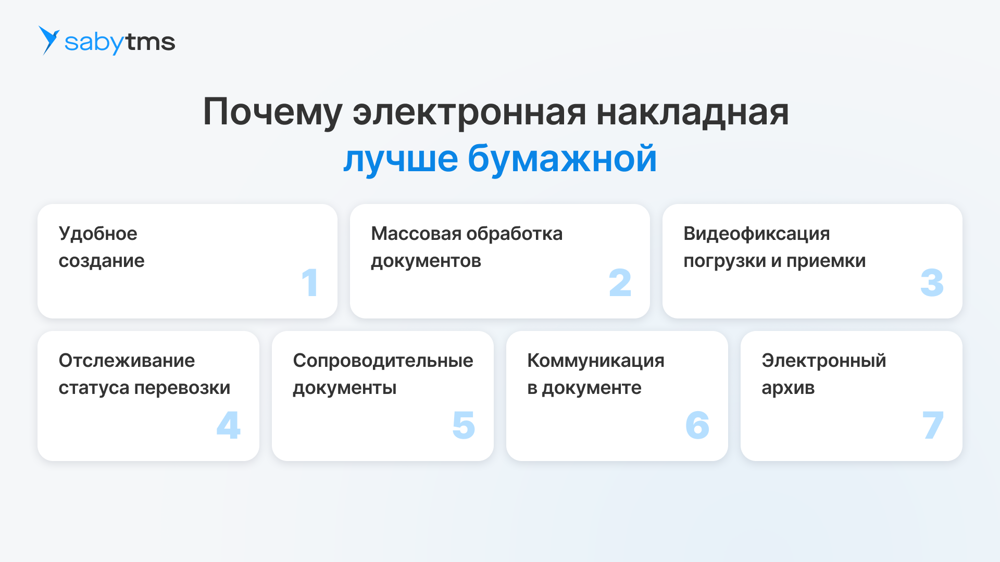 sabytms
Почему электронная накладная
лучше бумажной
Удобное
создание
1
Массовая обработка
документов
2
Видеофиксация
погрузки и приемки
3
Отслеживание
статуса перевозки
4
Сопроводительные
документы
5
Коммуникация
в документе
6
Электронный
архив
7